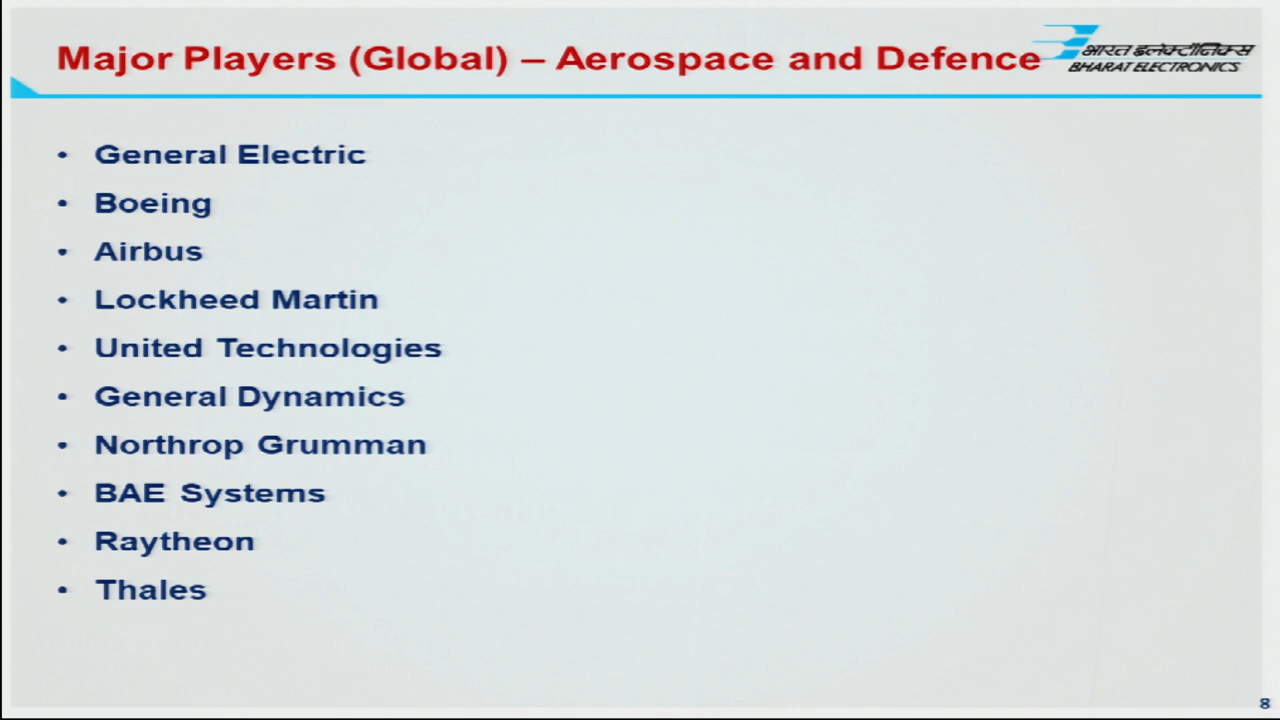 Major Players (Global) – Aerospace and Defence
भारत इलेक्ट्रॉनिक्स
BHARAT ELECTRONICS
• General Electric
• Boeing
• Airbus
• Lockheed Martin
• United Technologies
• General Dynamics
• Northrop Grumman
• BAE Systems
• Raytheon
• Thales
8